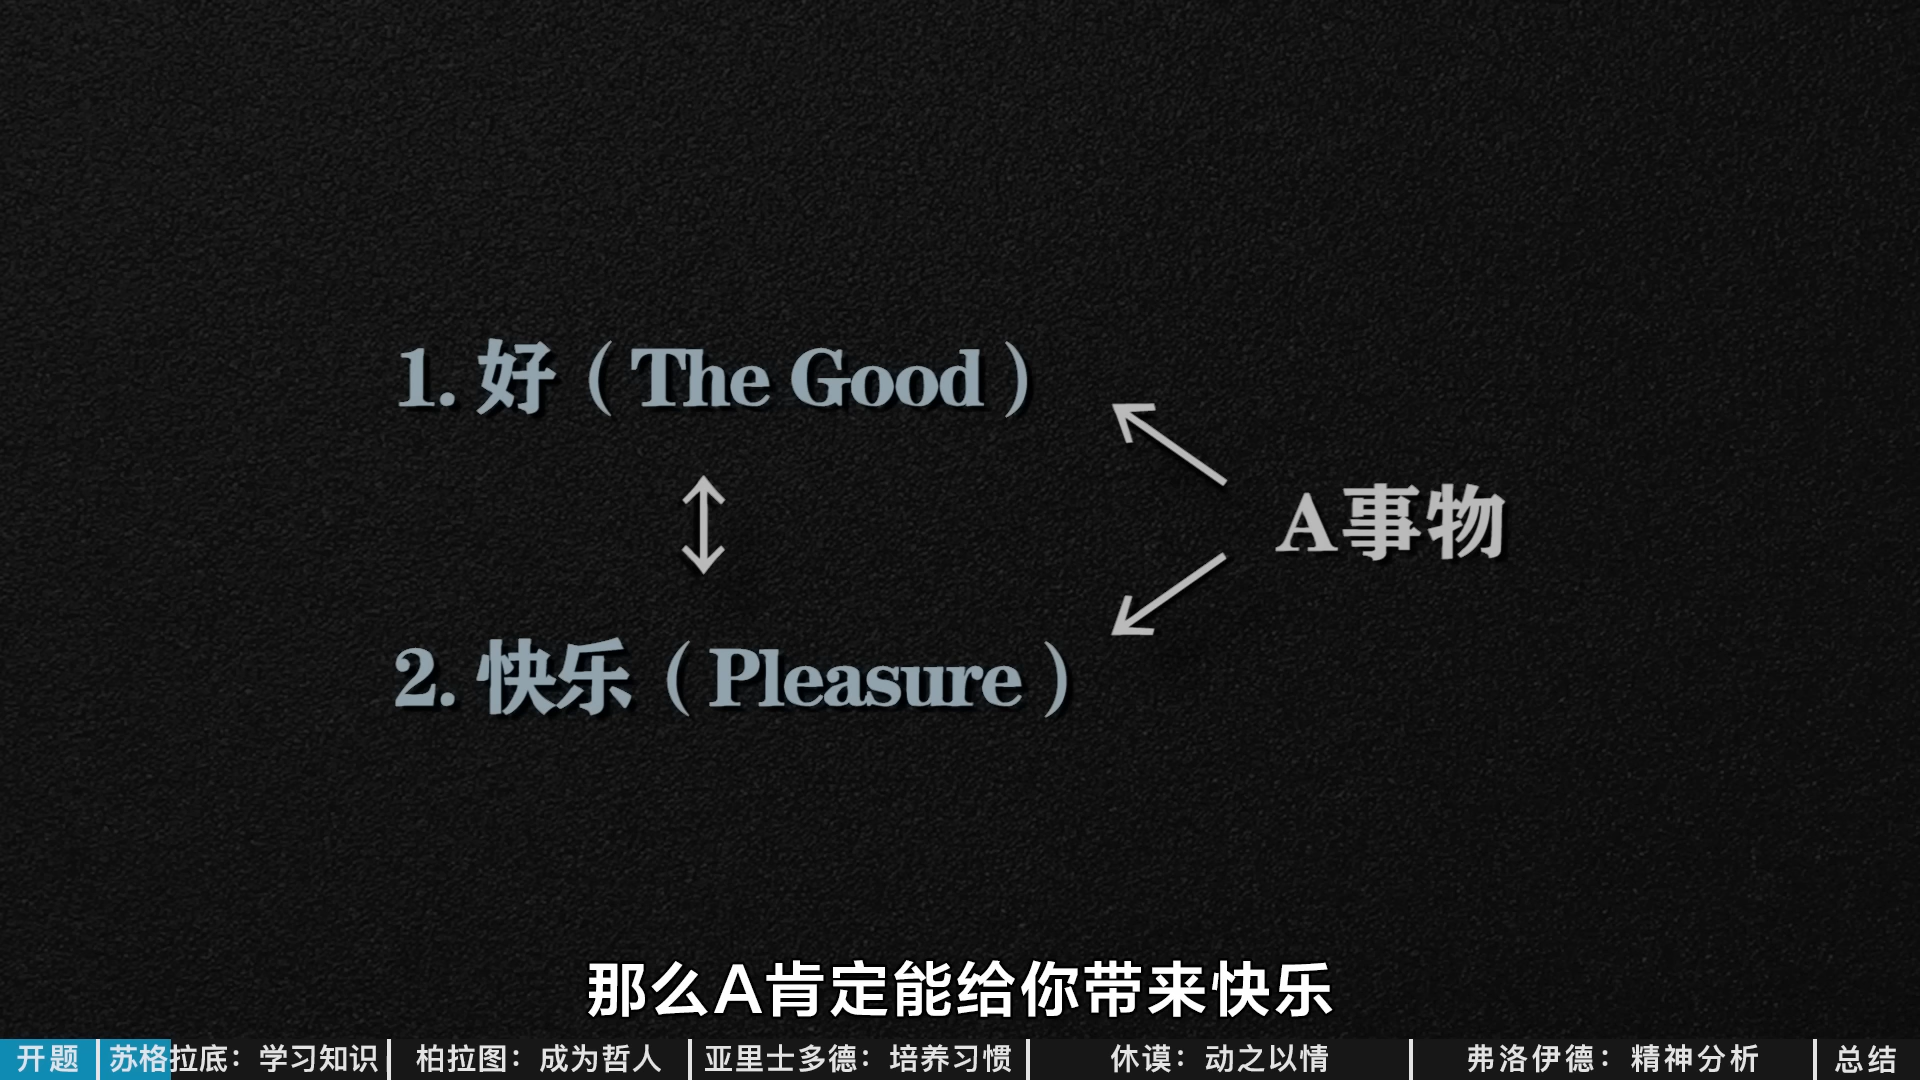 1. 好（The Good）
A事物
2. 快乐（Pleasure）
那么A肯定能给你带来快乐
开题 苏格拉底：学习知识 柏拉图：成为哲人 亚里士多德：培养习惯 休谟：动之以情 弗洛伊德：精神分析 总结